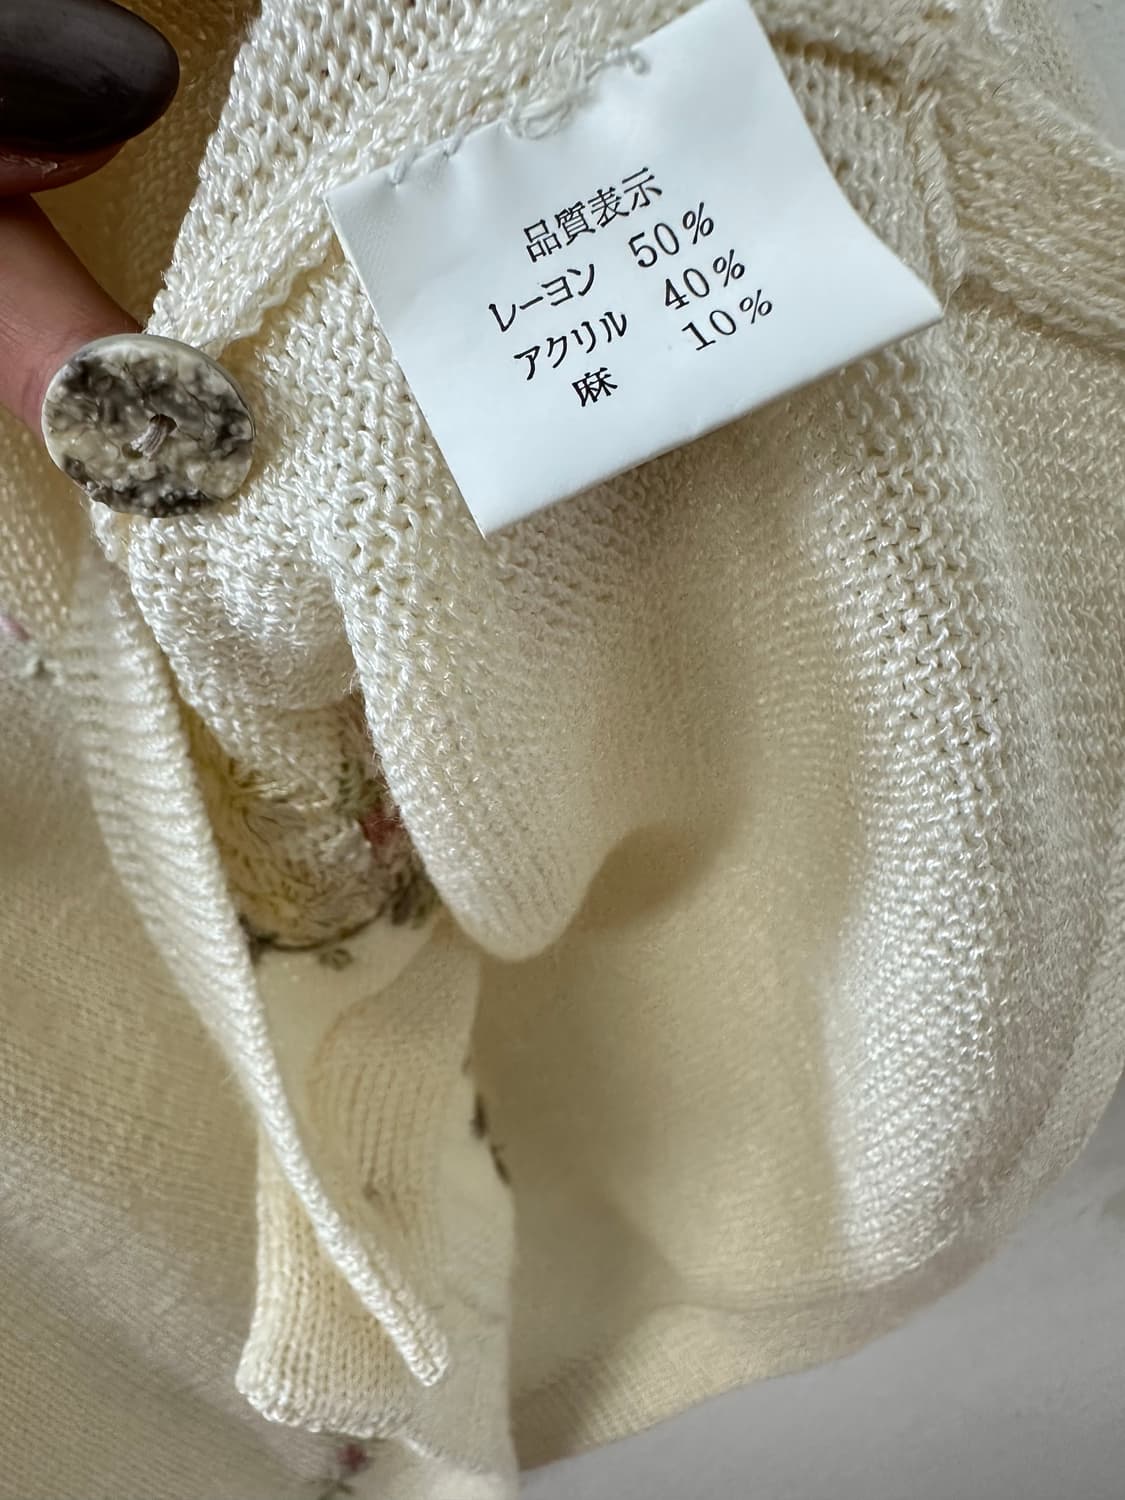 品質表示
レーヨン 50%
アクリル 40%
麻 10%